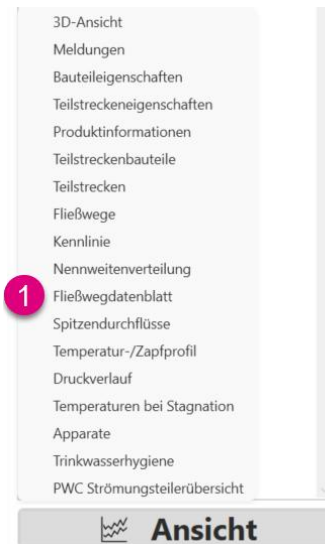 3D-Ansicht
Meldungen
Bauteileigenschaften
Teilstreckeneigenschaften
Produktinformationen
Teilstreckenbauteile
Teilstrecken
Fließwege
Kennlinie
Nennweitenverteilung
1 Fließwegdatenblatt
Spitzendurchflüsse
Temperatur-/Zapfprofil
Druckverlauf
Temperaturen bei Stagnation
Apparate
Trinkwasserhygiene
PWC Strömungsteilerübersicht
Ansicht